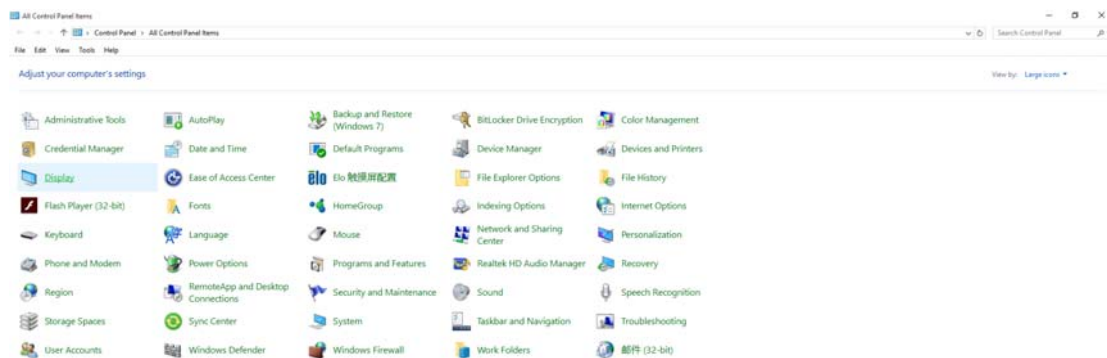 All Control Panel Items
Control Panel > All Control Panel Items
Search Control Panel
File Edit View Tools Help
Adjust your computer's settings
View by: Large icons
Administrative Tools
AutoPlay
Backup and Restore
(Windows 7)
BitLocker Drive Encryption
Color Management
Credential Manager
Date and Time
Default Programs
Device Manager
Devices and Printers
Display
Ease of Access Center
elo
Elo 触摸屏配置
File Explorer Options
File History
Flash Player (32-bit)
Fonts
HomeGroup
Indexing Options
Internet Options
Keyboard
Language
Mouse
Network and Sharing
Center
Personalization
Phone and Modem
Power Options
Programs and Features
Realtek HD Audio Manager
Recovery
Region
RemoteApp and Desktop
Connections
Security and Maintenance
Sound
Speech Recognition
Storage Spaces
Sync Center
System
Taskbar and Navigation
Troubleshooting
User Accounts
Windows Defender
Windows Firewall
Work Folders
邮件 (32-bit)